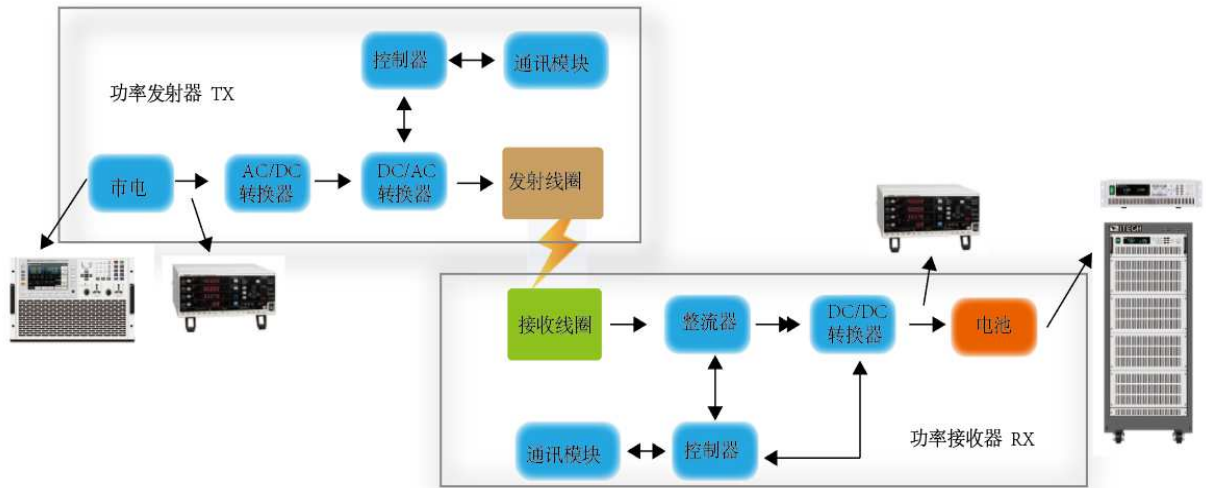 控制器
通讯模块
功率发射器 TX
市电
AC/DC
转换器
DC/AC
转换器
发射线圈
ITECH
接收线圈
整流器
DC/DC
转换器
电池
通讯模块
控制器
功率接收器 RX